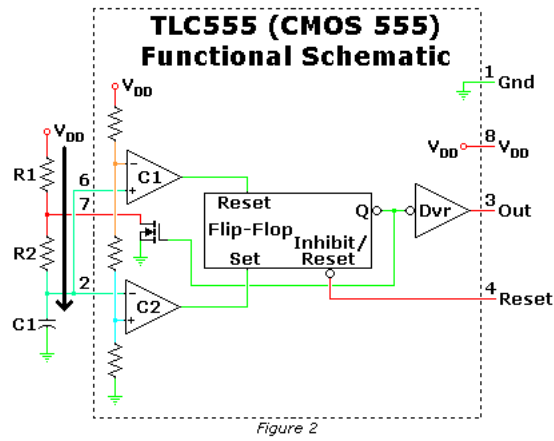 TLC555 (CMOS 555)
Functional Schematic
VDD
1
Gnd
VDD
8
VDD
VDD
R1
6
C1
7
Reset
Q
Dvr
3
Out
Flip-Flop
Inhibit/
Reset
Set
R2
2
C2
4
Reset
C1
Figure 2